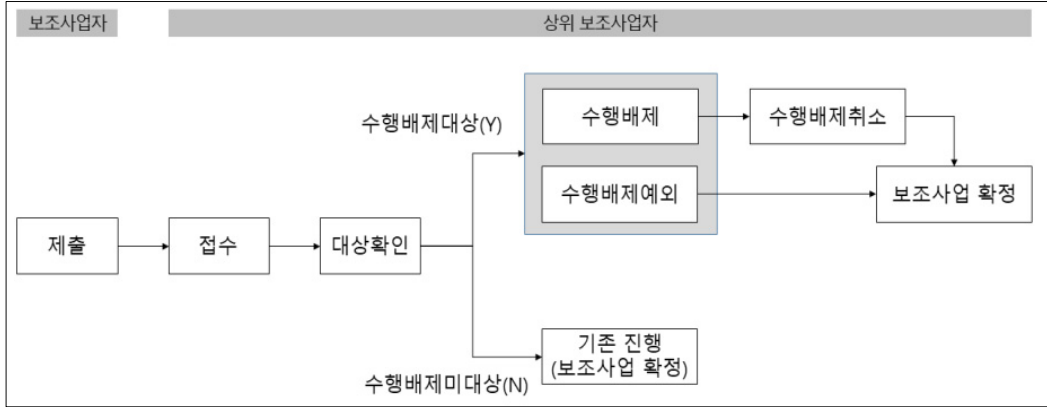 보조사업자
상위 보조사업자
수행배제대상(Y)
수행배제
수행배제취소
수행배제예외
보조사업 확정
제출
접수
대상확인
기존 진행
(보조사업 확정)
수행배제미대상(N)